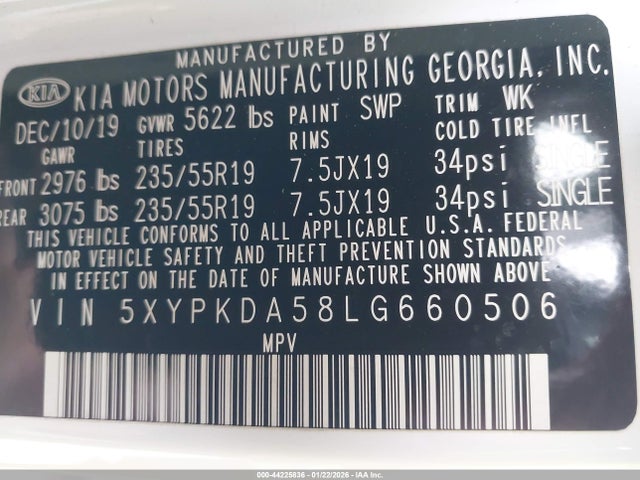 MANUFACTURED BY
KIA KIA MOTORS MANUFACTURING GEORGIA, INC.
DEC/10/19 GVWR 5622 lbs PAINT SWP TRIM WK
GAWR TIRES RIMS COLD TIRE INFL
FRONT 2976 lbs 235/55R19 7.5JX19 34psi SINGLE
REAR 3075 lbs 235/55R19 7.5JX19 34psi SINGLE
THIS VEHICLE CONFORMS TO ALL APPLICABLE U.S.A. FEDERAL
MOTOR VEHICLE SAFETY AND THEFT PREVENTION STANDARDS
IN EFFECT ON THE DATE OF MANUFACTURE SHOWN ABOVE
VIN 5XYPKDA58LG660506
MPV
000-44225836 - 01/22/2026 - IAA Inc.